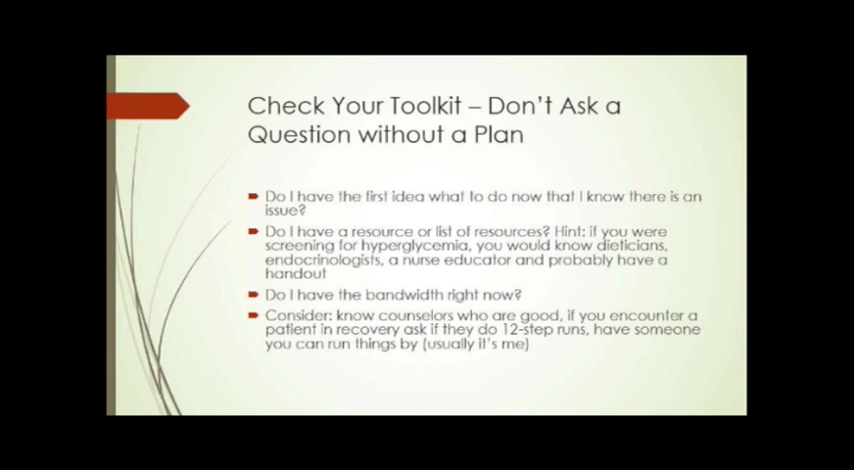 Check Your Toolkit – Don't Ask a
Question without a Plan
Do I have the first idea what to do now that I know there is an
issue?
Do I have a resource or list of resources? Hint: if you were
screening for hyperglycemia, you would know dieticians,
endocrinologists, a nurse educator and probably have a
handout
Do I have the bandwidth right now?
Consider: know counselors who are good, if you encounter a
patient in recovery ask if they do 12-step runs, have someone
you can run things by (usually it's me)